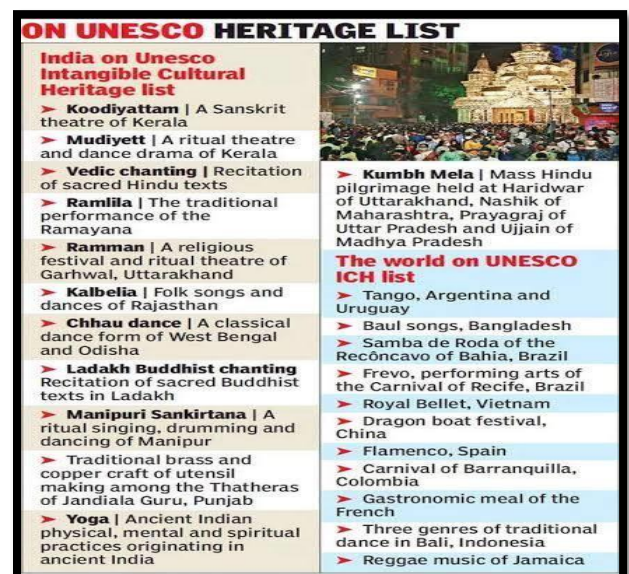 ON UNESCO HERITAGE LIST
India on Unesco
Intangible Cultural
Heritage list
➤ Koodiyattam | A Sanskrit
theatre of Kerala
➤ Mudiyett | A ritual theatre
and dance drama of Kerala
➤ Vedic chanting | Recitation
of sacred Hindu texts
➤ Ramlila | The traditional
performance of the
Ramayana
➤ Ramman | A religious
festival and ritual theatre of
Garhwal, Uttarakhand
➤ Kalbelia | Folk songs and
dances of Rajasthan
➤ Chhau dance | A classical
dance form of West Bengal
and Odisha
➤ Ladakh Buddhist chanting
Recitation of sacred Buddhist
texts in Ladakh
➤ Manipuri Sankirtana | A
ritual singing, drumming and
dancing of Manipur
➤ Traditional brass and
copper craft of utensil
making among the Thatheras
of Jandiala Guru, Punjab
➤ Yoga | Ancient Indian
physical, mental and spiritual
practices originating in
ancient India
➤ Kumbh Mela | Mass Hindu
pilgrimage held at Haridwar
of Uttarakhand, Nashik of
Maharashtra, Prayagraj of
Uttar Pradesh and Ujjain of
Madhya Pradesh
The world on UNESCO
ICH list
➤ Tango, Argentina and
Uruguay
➤ Baul songs, Bangladesh
➤ Samba de Roda of the
Recôncavo of Bahia, Brazil
➤ Frevo, performing arts of
the Carnival of Recife, Brazil
➤ Royal Bellet, Vietnam
➤ Dragon boat festival,
China
➤ Flamenco, Spain
➤ Carnival of Barranquilla,
Colombia
➤ Gastronomic meal of the
French
➤ Three genres of traditional
dance in Bali, Indonesia
➤ Reggae music of Jamaica